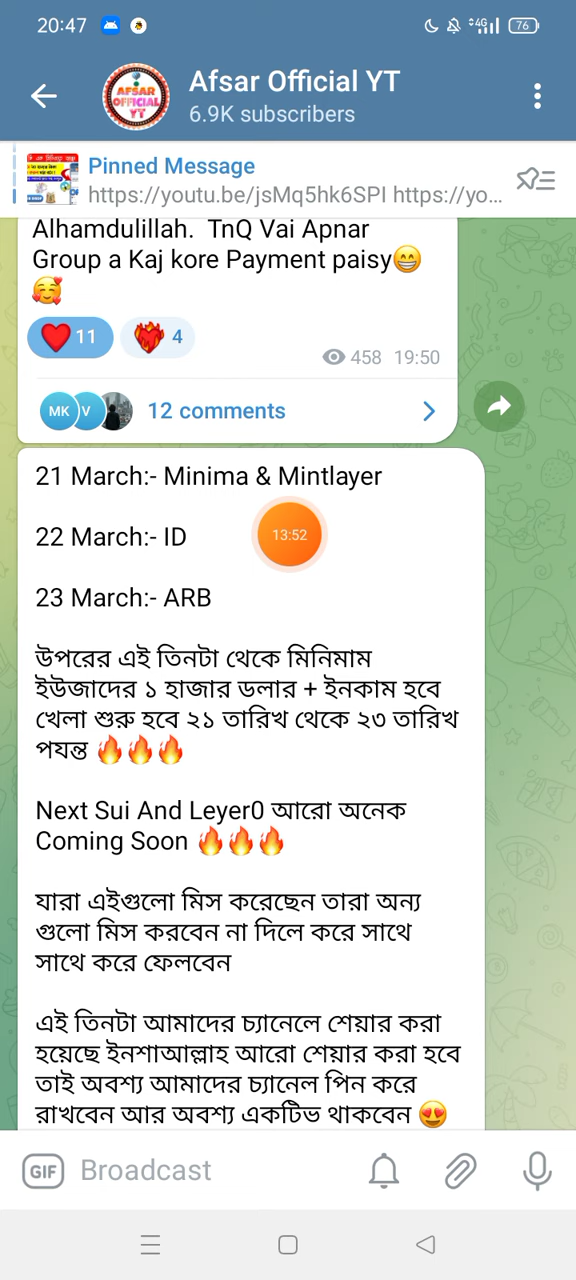 20:47
4G
76
AFSAR
OFFICIAL
YT
Afsar Official YT
6.9K subscribers
Pinned Message
https://youtu.be/jsMq5hk6SPI https://yo...
Alhamdulillah. TnQ Vai Apnar
Group a Kaj kore Payment paisy😁
🥰
❤️ 11 ❤️‍🔥 4
458 19:50
MK V 12 comments
21 March:- Minima & Mintlayer
22 March:- ID
13:52
23 March:- ARB
উপরের এই তিনটা থেকে মিনিমাম
ইউজাদের ১ হাজার ডলার + ইনকাম হবে
খেলা শুরু হবে ২১ তারিখ থেকে ২৩ তারিখ
পযন্ত 🔥🔥🔥
Next Sui And Leyer0 আরো অনেক
Coming Soon 🔥🔥🔥
যারা এইগুলো মিস করেছেন তারা অন্য
গুলো মিস করবেন না দিলে করে সাথে
সাথে করে ফেলবেন
এই তিনটা আমাদের চ্যানেলে শেয়ার করা
হয়েছে ইনশাআল্লাহ আরো শেয়ার করা হবে
তাই অবশ্য আমাদের চ্যানেল পিন করে
রাখবেন আর অবশ্য একটিভ থাকবেন 😍
GIF Broadcast